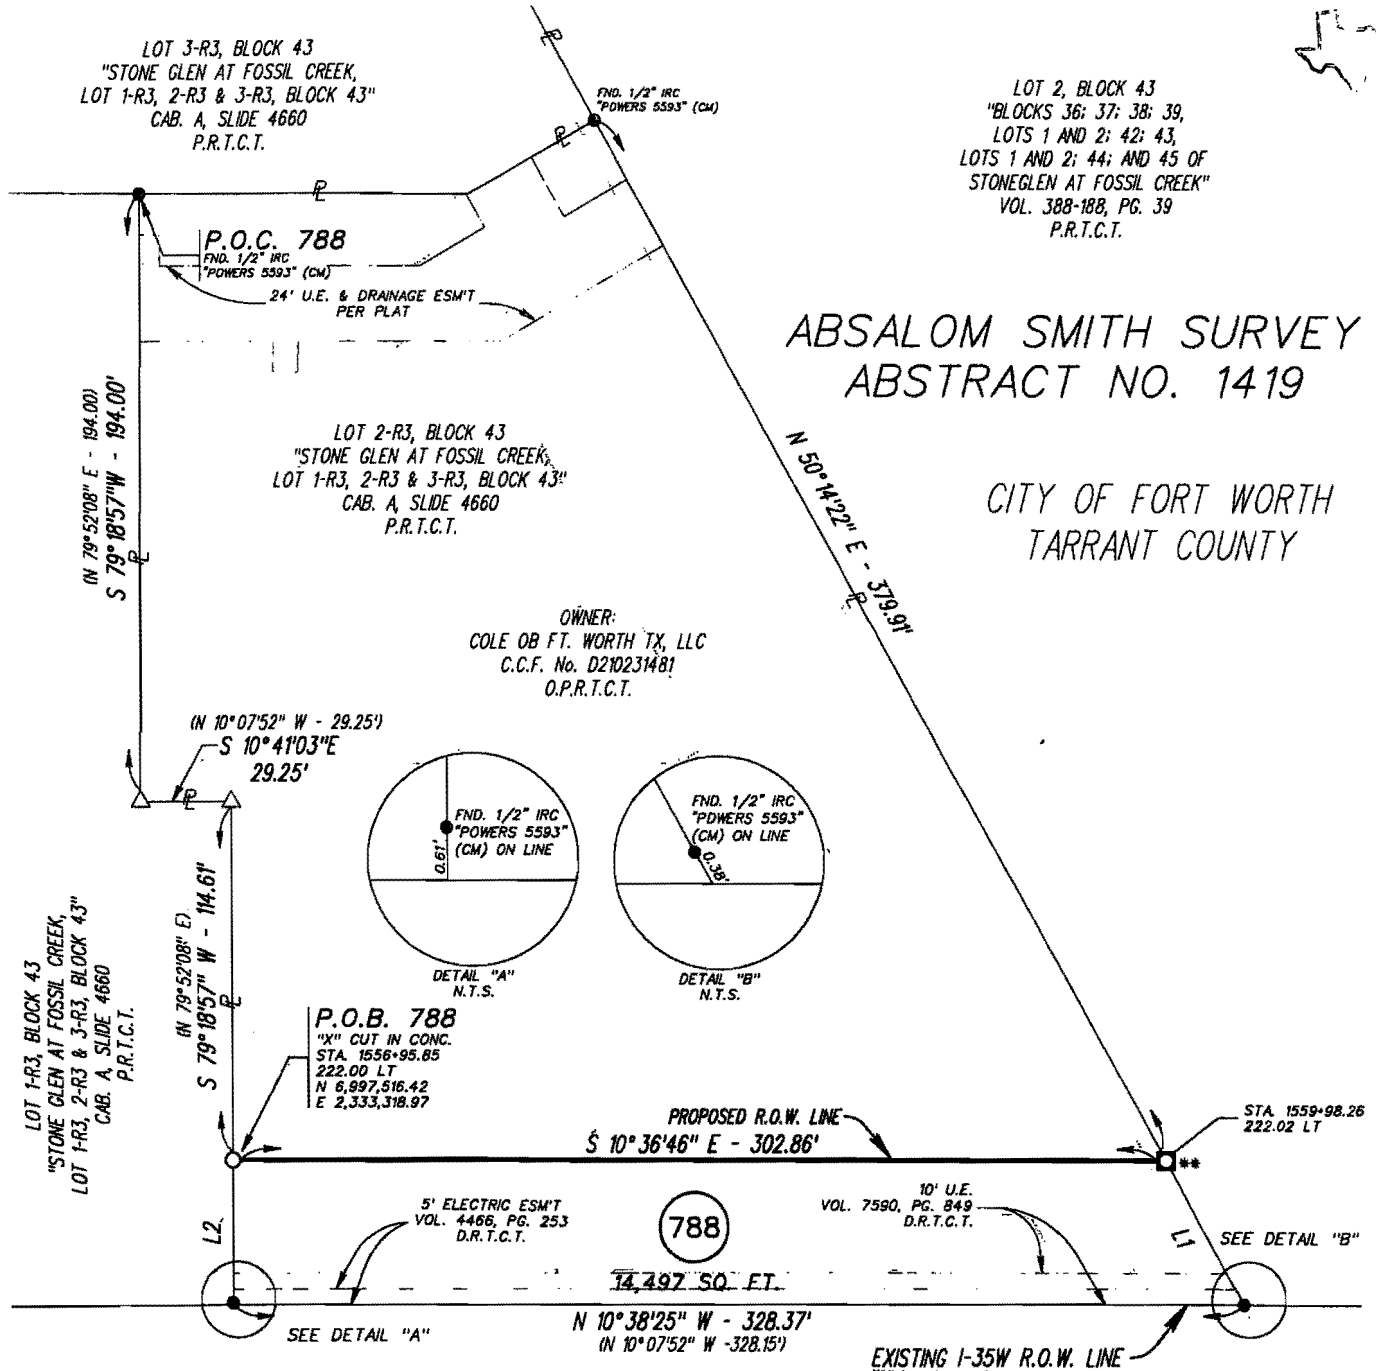 LOT 3-R3, BLOCK 43
"STONE GLEN AT FOSSIL CREEK,
LOT 1-R3, 2-R3 & 3-R3, BLOCK 43"
CAB. A, SLIDE 4660
P.R.T.C.T.
FND. 1/2" IRC
"POWERS 5593" (CM)
LOT 2, BLOCK 43
"BLOCKS 36; 37; 38; 39,
LOTS 1 AND 2; 42; 43,
LOTS 1 AND 2; 44; AND 45 OF
STONEGLEN AT FOSSIL CREEK"
VOL. 388-188, PG. 39
P.R.T.C.T.
P.O.C. 788
FND. 1/2" IRC
"POWERS 5593" (CM)
24' U.E. & DRAINAGE ESM'T
PER PLAT
ABSALOM SMITH SURVEY
ABSTRACT NO. 1419
CITY OF FORT WORTH
TARRANT COUNTY
(N 79°52'08" E - 194.00)
S 79°18'57"W - 194.00'
LOT 2-R3, BLOCK 43
"STONE GLEN AT FOSSIL CREEK,
LOT 1-R3, 2-R3 & 3-R3, BLOCK 43"
CAB. A, SLIDE 4660
P.R.T.C.T.
N 50°14'22" E - 379.91'
OWNER:
COLE OB FT. WORTH TX, LLC
C.C.F. No. D210231481
O.P.R.T.C.T.
(N 10°07'52" W - 29.25')
S 10°41'03"E
29.25'
FND. 1/2" IRC
"POWERS 5593"
(CM) ON LINE
0.61'
DETAIL "A"
N.T.S.
FND. 1/2" IRC
"POWERS 5593"
(CM) ON LINE
0.38'
DETAIL "B"
N.T.S.
LOT 1-R3, BLOCK 43
"STONE GLEN AT FOSSIL CREEK,
LOT 1-R3, 2-R3 & 3-R3, BLOCK 43"
CAB. A, SLIDE 4660
P.R.T.C.T.
(N 79°52'08" E)
S 79°18'57" W - 114.61'
P.O.B. 788
"X" CUT IN CONC.
STA. 1556+95.85
222.00 LT
N 6,997,516.42
E 2,333,318.97
PROPOSED R.O.W. LINE
S 10°36'46" E - 302.86'
STA. 1559+98.26
222.02 LT
**
L2
5' ELECTRIC ESM'T
VOL. 4466, PG. 253
D.R.T.C.T.
788
10' U.E.
VOL. 7590, PG. 849
D.R.T.C.T.
L1
SEE DETAIL "B"
14,497 SQ. FT.
SEE DETAIL "A"
N 10°38'25" W - 328.37'
(N 10°07'52" W -328.15')
EXISTING I-35W R.O.W. LINE